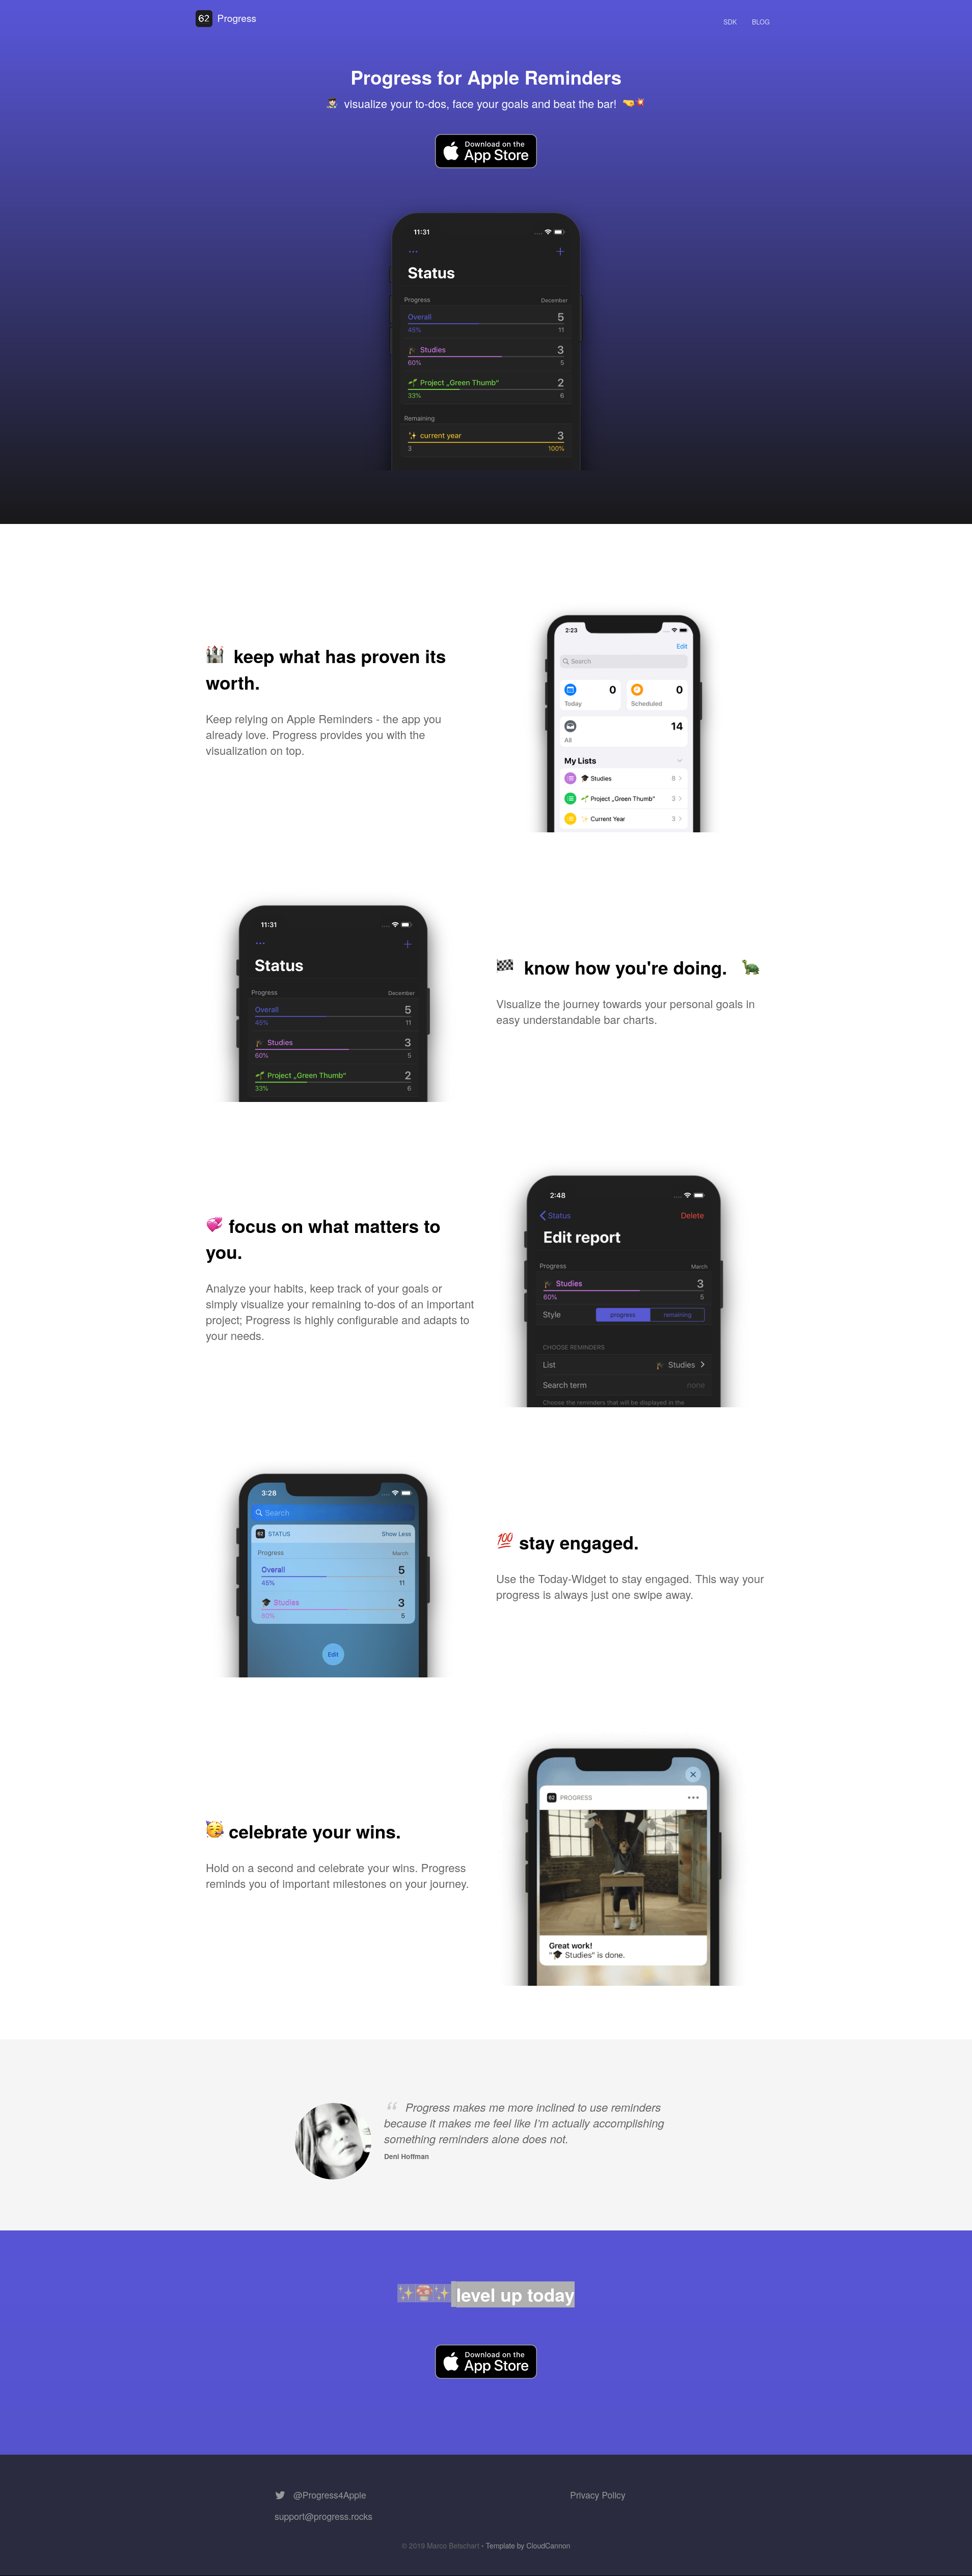 62 Progress
SDK BLOG
Progress for Apple Reminders
visualize your to-dos, face your goals and beat the bar!
Download on the
App Store
11:31
Status
Progress December
Overall 5
45% 11
🎓 Studies 3
60% 5
🌱 Project „Green Thumb“ 2
33% 6
Remaining
✨ current year 3
3 100%
🏰 keep what has proven its
worth.
Keep relying on Apple Reminders - the app you
already love. Progress provides you with the
visualization on top.
2:23
Edit
Search
0 0
Today Scheduled
14
All
My Lists
🎓 Studies 8
🌱 Project „Green Thumb“ 3
✨ Current Year 3
11:31
Status
Progress December
Overall 5
45% 11
🎓 Studies 3
60% 5
🌱 Project „Green Thumb“ 2
33% 6
🏁 know how you're doing. 🐢
Visualize the journey towards your personal goals in
easy understandable bar charts.
💞 focus on what matters to
you.
Analyze your habits, keep track of your goals or
simply visualize your remaining to-dos of an important
project; Progress is highly configurable and adapts to
your needs.
2:48
Status Delete
Edit report
Progress March
🎓 Studies 3
60% 5
Style progress remaining
CHOOSE REMINDERS
List 🎓 Studies
Search term none
Choose the reminders that will be displayed in the
3:28
Search
62 STATUS Show Less
Progress March
Overall 5
45% 11
🎓 Studies 3
60% 5
Edit
💯 stay engaged.
Use the Today-Widget to stay engaged. This way your
progress is always just one swipe away.
🥳 celebrate your wins.
Hold on a second and celebrate your wins. Progress
reminds you of important milestones on your journey.
62 PROGRESS
Great work!
"🎓 Studies" is done.
“ Progress makes me more inclined to use reminders
because it makes me feel like I'm actually accomplishing
something reminders alone does not.
Deni Hoffman
✨🍄✨ level up today
Download on the
App Store
@Progress4Apple
support@progress.rocks
Privacy Policy
© 2019 Marco Betschart • Template by CloudCannon